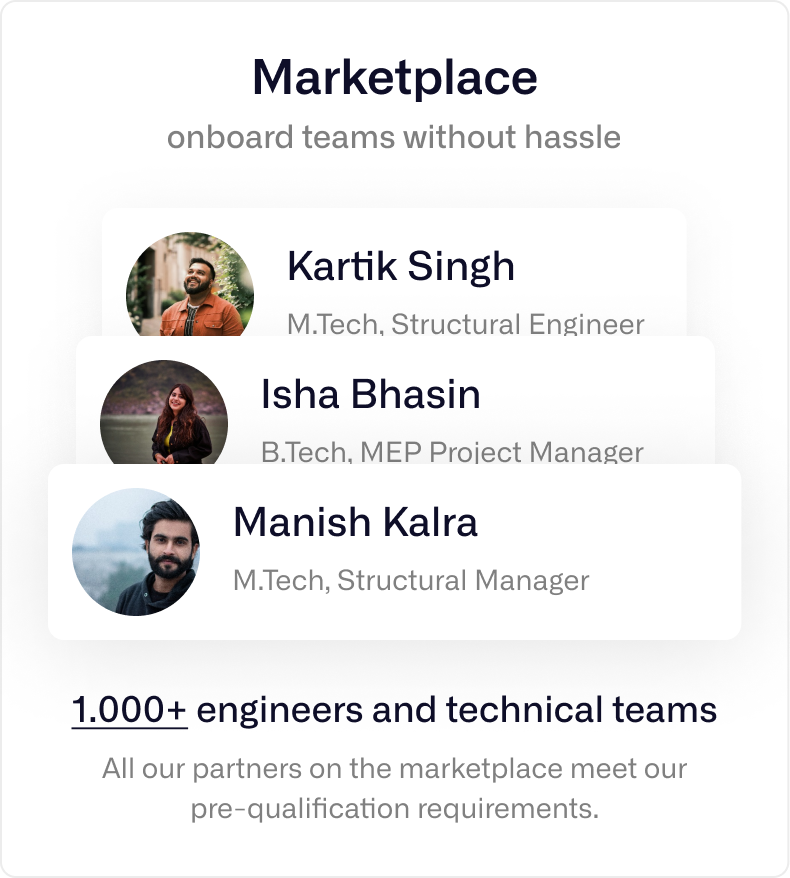 Marketplace
onboard teams without hassle
Kartik Singh
M.Tech, Structural Engineer
Isha Bhasin
B.Tech, MEP Project Manager
Manish Kalra
M.Tech, Structural Manager
1.000+ engineers and technical teams
All our partners on the marketplace meet our
pre-qualification requirements.